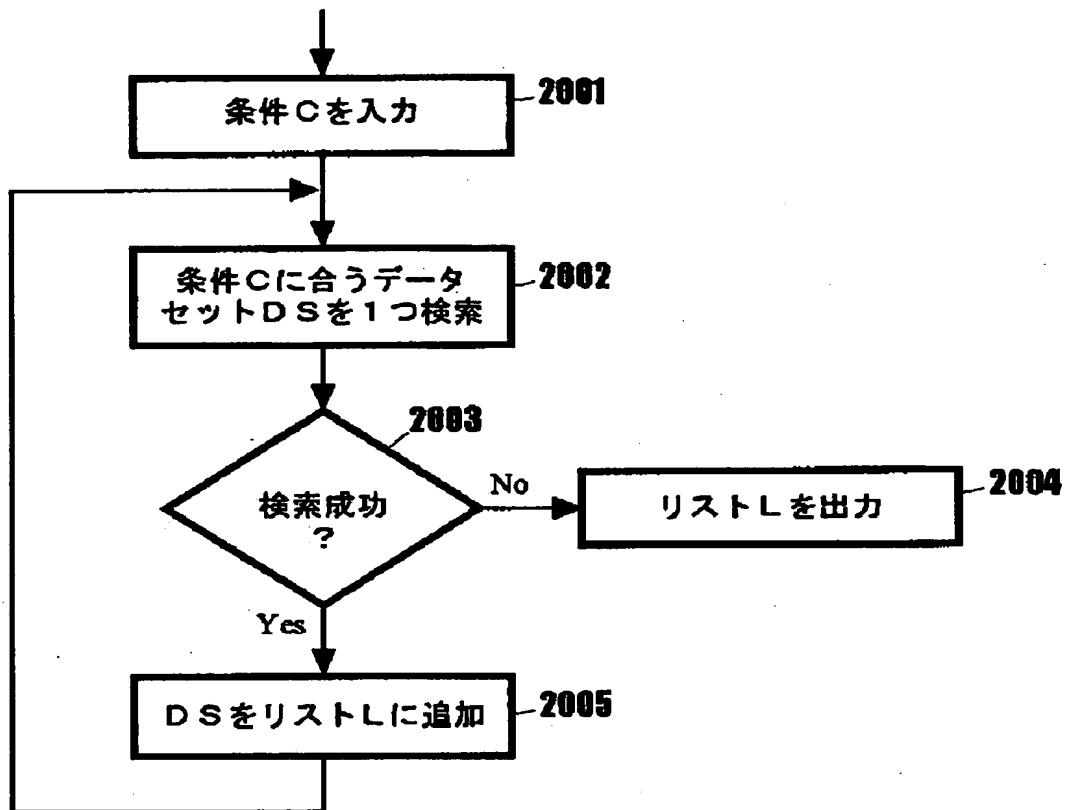 条件Cを入力
2001
条件Cに合うデータ
セットDSを1つ検索
2002
2003
検索成功
?
No
リストLを出力
2004
Yes
DSをリストLに追加
2005